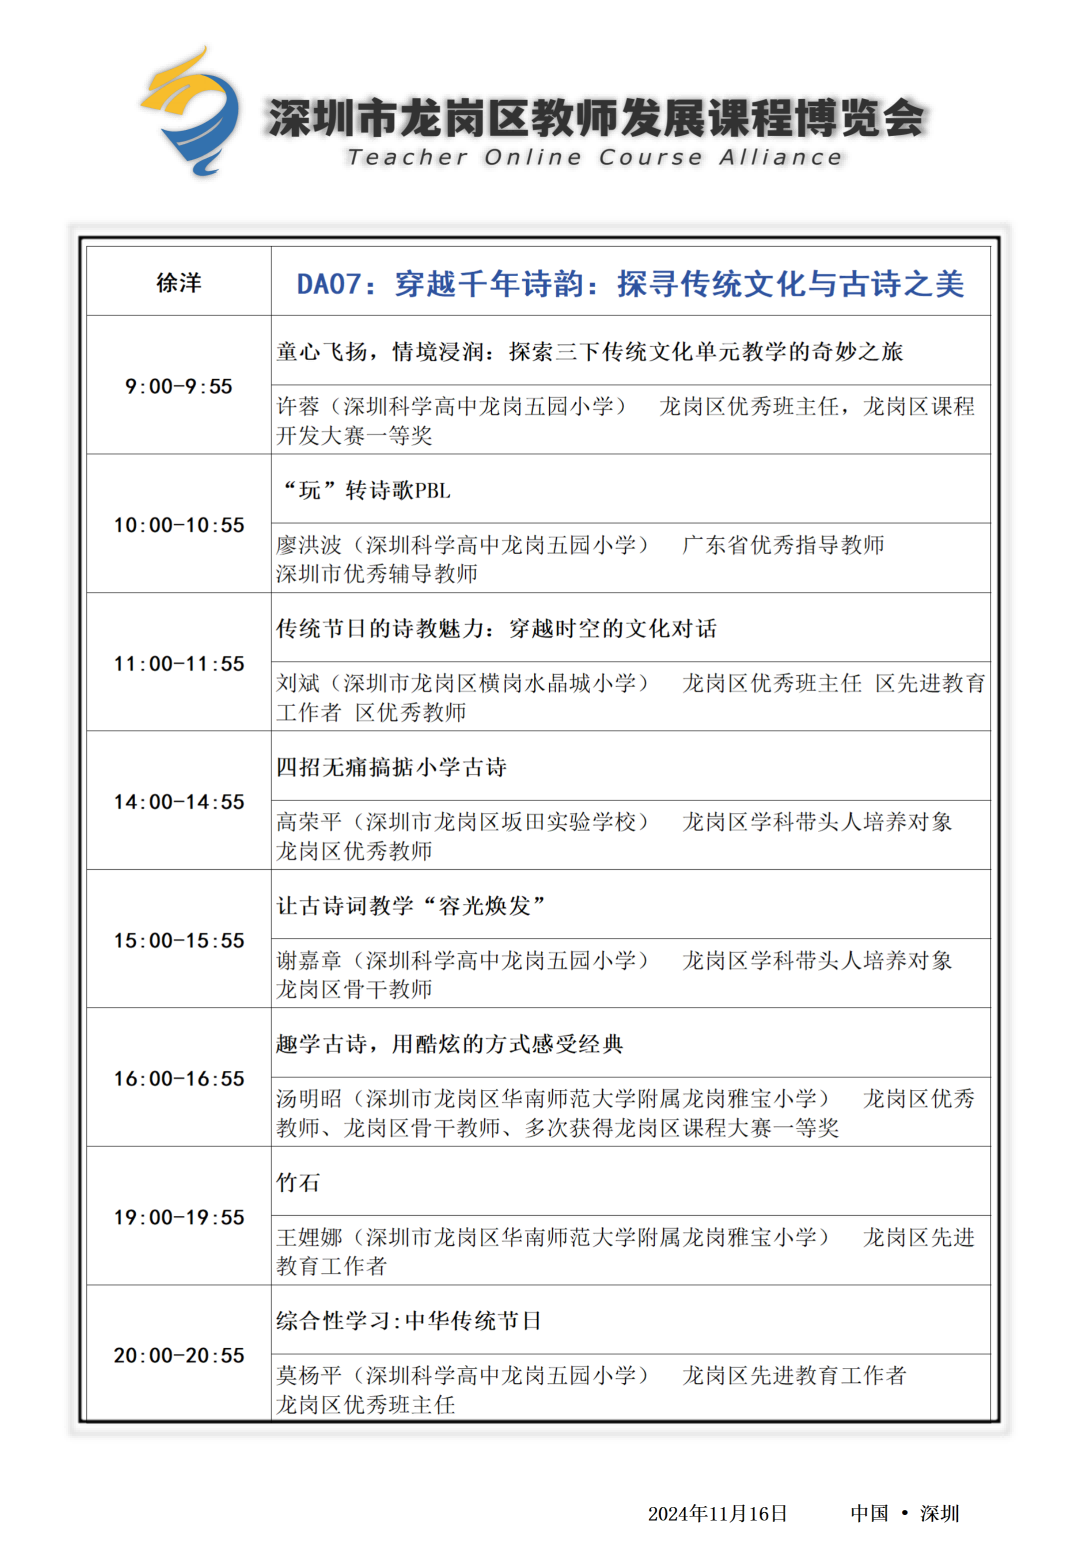 深圳市龙岗区教师发展课程博览会
Teacher Online Course Alliance
徐洋
DA07：穿越千年诗韵：探寻传统文化与古诗之美
9:00-9:55
童心飞扬，情境浸润：探索三下传统文化单元教学的奇妙之旅
许蓉（深圳科学高中龙岗五园小学） 龙岗区优秀班主任，龙岗区课程
开发大赛一等奖
10:00-10:55
“玩”转诗歌PBL
廖洪波（深圳科学高中龙岗五园小学） 广东省优秀指导教师
深圳市优秀辅导教师
11:00-11:55
传统节日的诗教魅力：穿越时空的文化对话
刘斌（深圳市龙岗区横岗水晶城小学） 龙岗区优秀班主任 区先进教育
工作者 区优秀教师
14:00-14:55
四招无痛搞掂小学古诗
高荣平（深圳市龙岗区坂田实验学校） 龙岗区学科带头人培养对象
龙岗区优秀教师
15:00-15:55
让古诗词教学“容光焕发”
谢嘉章（深圳科学高中龙岗五园小学） 龙岗区学科带头人培养对象
龙岗区骨干教师
16:00-16:55
趣学古诗，用酷炫的方式感受经典
汤明昭（深圳市龙岗区华南师范大学附属龙岗雅宝小学） 龙岗区优秀
教师、龙岗区骨干教师、多次获得龙岗区课程大赛一等奖
19:00-19:55
竹石
王娌娜（深圳市龙岗区华南师范大学附属龙岗雅宝小学） 龙岗区先进
教育工作者
20:00-20:55
综合性学习:中华传统节日
莫杨平（深圳科学高中龙岗五园小学） 龙岗区先进教育工作者
龙岗区优秀班主任
2024年11月16日 中国 • 深圳